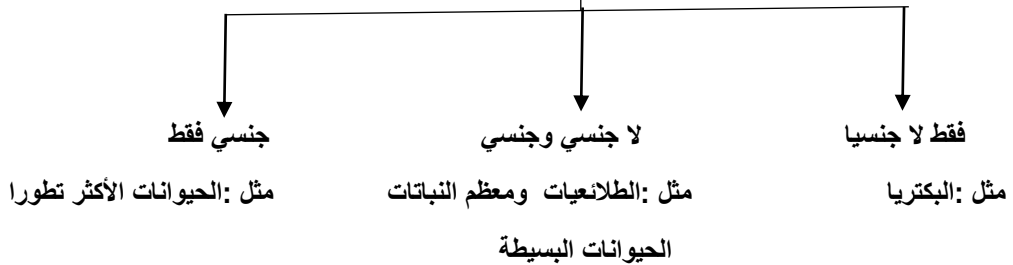 فقط لا جنسيا
لا جنسي وجنسي
جنسي فقط
مثل :البكتريا
مثل :الطلائعيات ومعظم النباتات
مثل :الحيوانات الأكثر تطورا
الحيوانات البسيطة